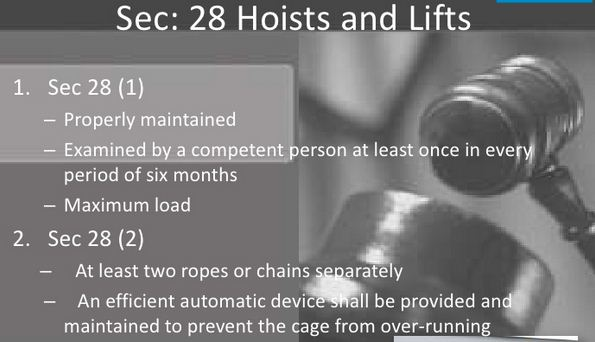 Sec: 28 Hoists and Lifts
1. Sec 28 (1)
– Properly maintained
– Examined by a competent person at least once in every
period of six months
– Maximum load
2. Sec 28 (2)
– At least two ropes or chains separately
– An efficient automatic device shall be provided and
maintained to prevent the cage from over-running